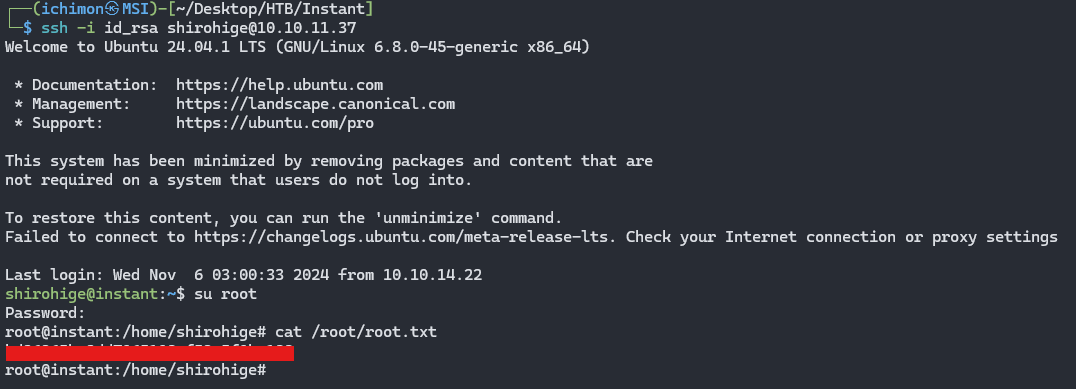 ┌──(ichimon㉿MSI)-[~/Desktop/HTB/Instant]
└─$ ssh -i id_rsa shirohige@10.10.11.37
Welcome to Ubuntu 24.04.1 LTS (GNU/Linux 6.8.0-45-generic x86_64)
* Documentation:  https://help.ubuntu.com
* Management:     https://landscape.canonical.com
* Support:        https://ubuntu.com/pro
This system has been minimized by removing packages and content that are
not required on a system that users do not log into.
To restore this content, you can run the 'unminimize' command.
Failed to connect to https://changelogs.ubuntu.com/meta-release-lts. Check your Internet connection or proxy settings
Last login: Wed Nov  6 03:00:33 2024 from 10.10.14.22
shirohige@instant:~$ su root
Password:
root@instant:/home/shirohige# cat /root/root.txt
root@instant:/home/shirohige#